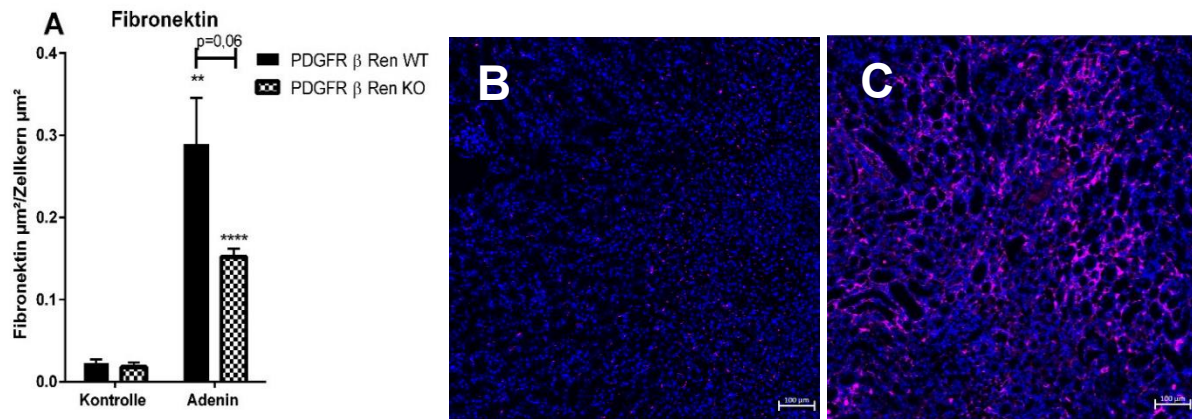 A
Fibronektin
p=0,06
PDGFR β Ren WT
PDGFR β Ren KO
**
****
0.4
0.3
0.2
0.1
0.0
Fibronektin µm²/Zellkern µm²
Kontrolle
Adenin
B
100 µm
C
100 µm